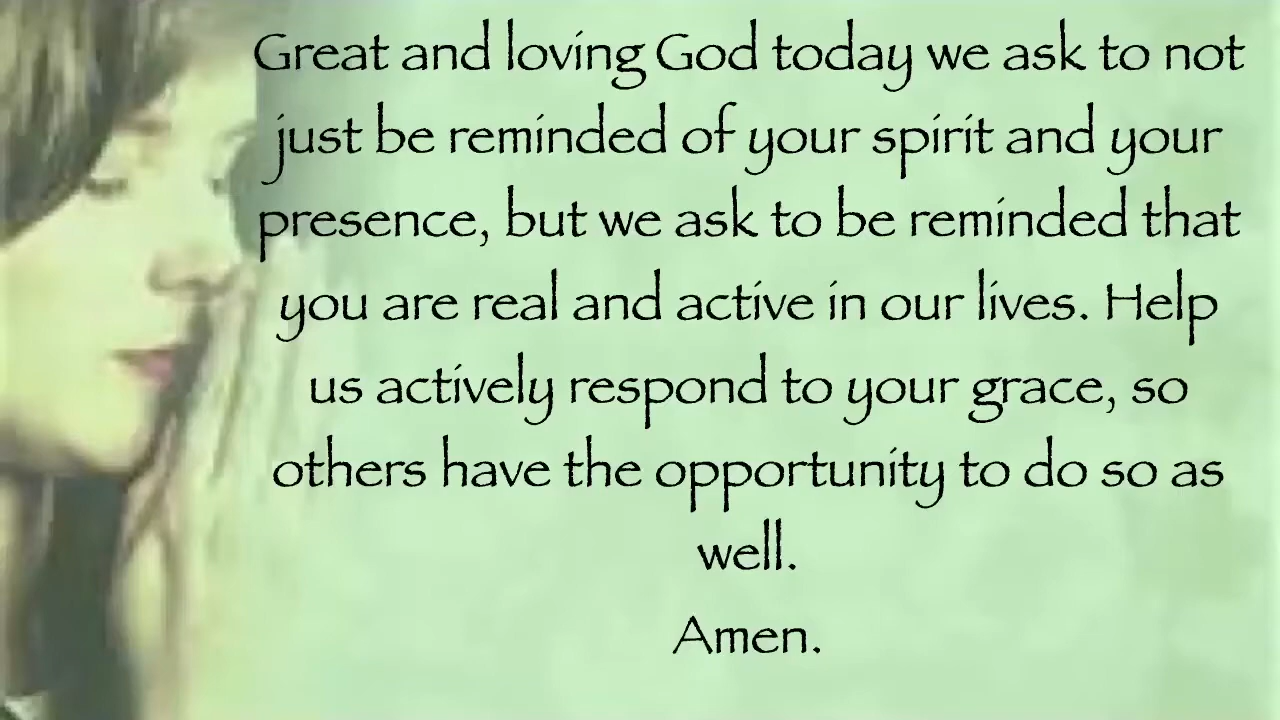 Great and loving God today we ask to not
just be reminded of your spirit and your
presence, but we ask to be reminded that
you are real and active in our lives. Help
us actively respond to your grace, so
others have the opportunity to do so as
well.
Amen.